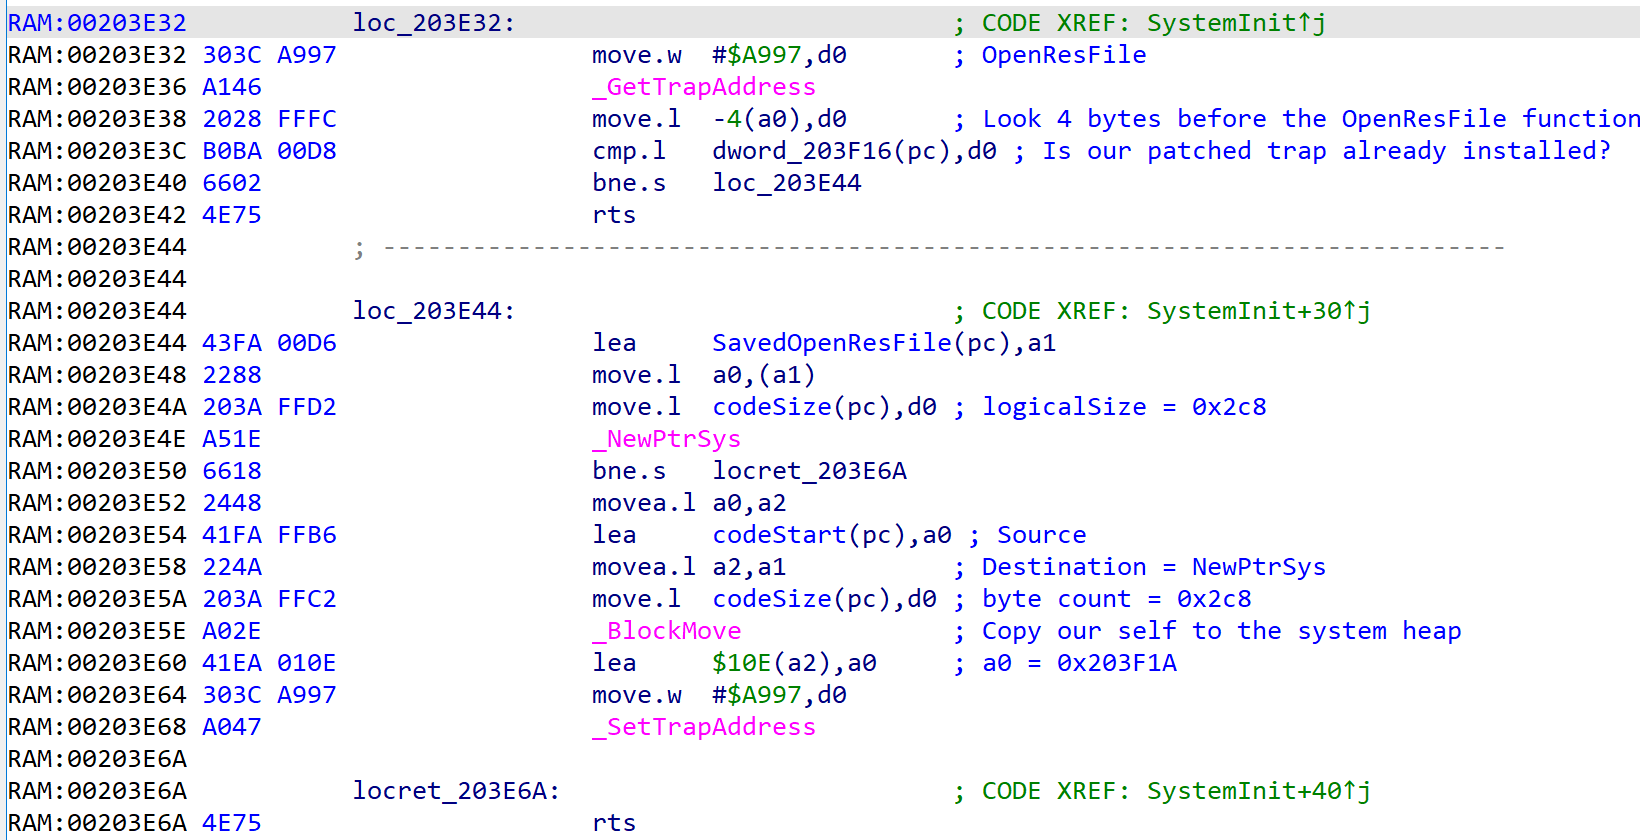 RAM:00203E32 loc_203E32: ; CODE XREF: SystemInit↑j
RAM:00203E32 303C A997 move.w #$A997,d0 ; OpenResFile
RAM:00203E36 A146 _GetTrapAddress
RAM:00203E38 2028 FFFC move.l -4(a0),d0 ; Look 4 bytes before the OpenResFile function
RAM:00203E3C B0BA 00D8 cmp.l dword_203F16(pc),d0 ; Is our patched trap already installed?
RAM:00203E40 6602 bne.s loc_203E44
RAM:00203E42 4E75 rts
RAM:00203E44 ; ---------------------------------------------------------------------------
RAM:00203E44
RAM:00203E44 loc_203E44: ; CODE XREF: SystemInit+30↑j
RAM:00203E44 43FA 00D6 lea SavedOpenResFile(pc),a1
RAM:00203E48 2288 move.l a0,(a1)
RAM:00203E4A 203A FFD2 move.l codeSize(pc),d0 ; logicalSize = 0x2c8
RAM:00203E4E A51E _NewPtrSys
RAM:00203E50 6618 bne.s locret_203E6A
RAM:00203E52 2448 movea.l a0,a2
RAM:00203E54 41FA FFB6 lea codeStart(pc),a0 ; Source
RAM:00203E58 224A movea.l a2,a1 ; Destination = NewPtrSys
RAM:00203E5A 203A FFC2 move.l codeSize(pc),d0 ; byte count = 0x2c8
RAM:00203E5E A02E _BlockMove ; Copy our self to the system heap
RAM:00203E60 41EA 010E lea $10E(a2),a0 ; a0 = 0x203F1A
RAM:00203E64 303C A997 move.w #$A997,d0
RAM:00203E68 A047 _SetTrapAddress
RAM:00203E6A
RAM:00203E6A locret_203E6A: ; CODE XREF: SystemInit+40↑j
RAM:00203E6A 4E75 rts